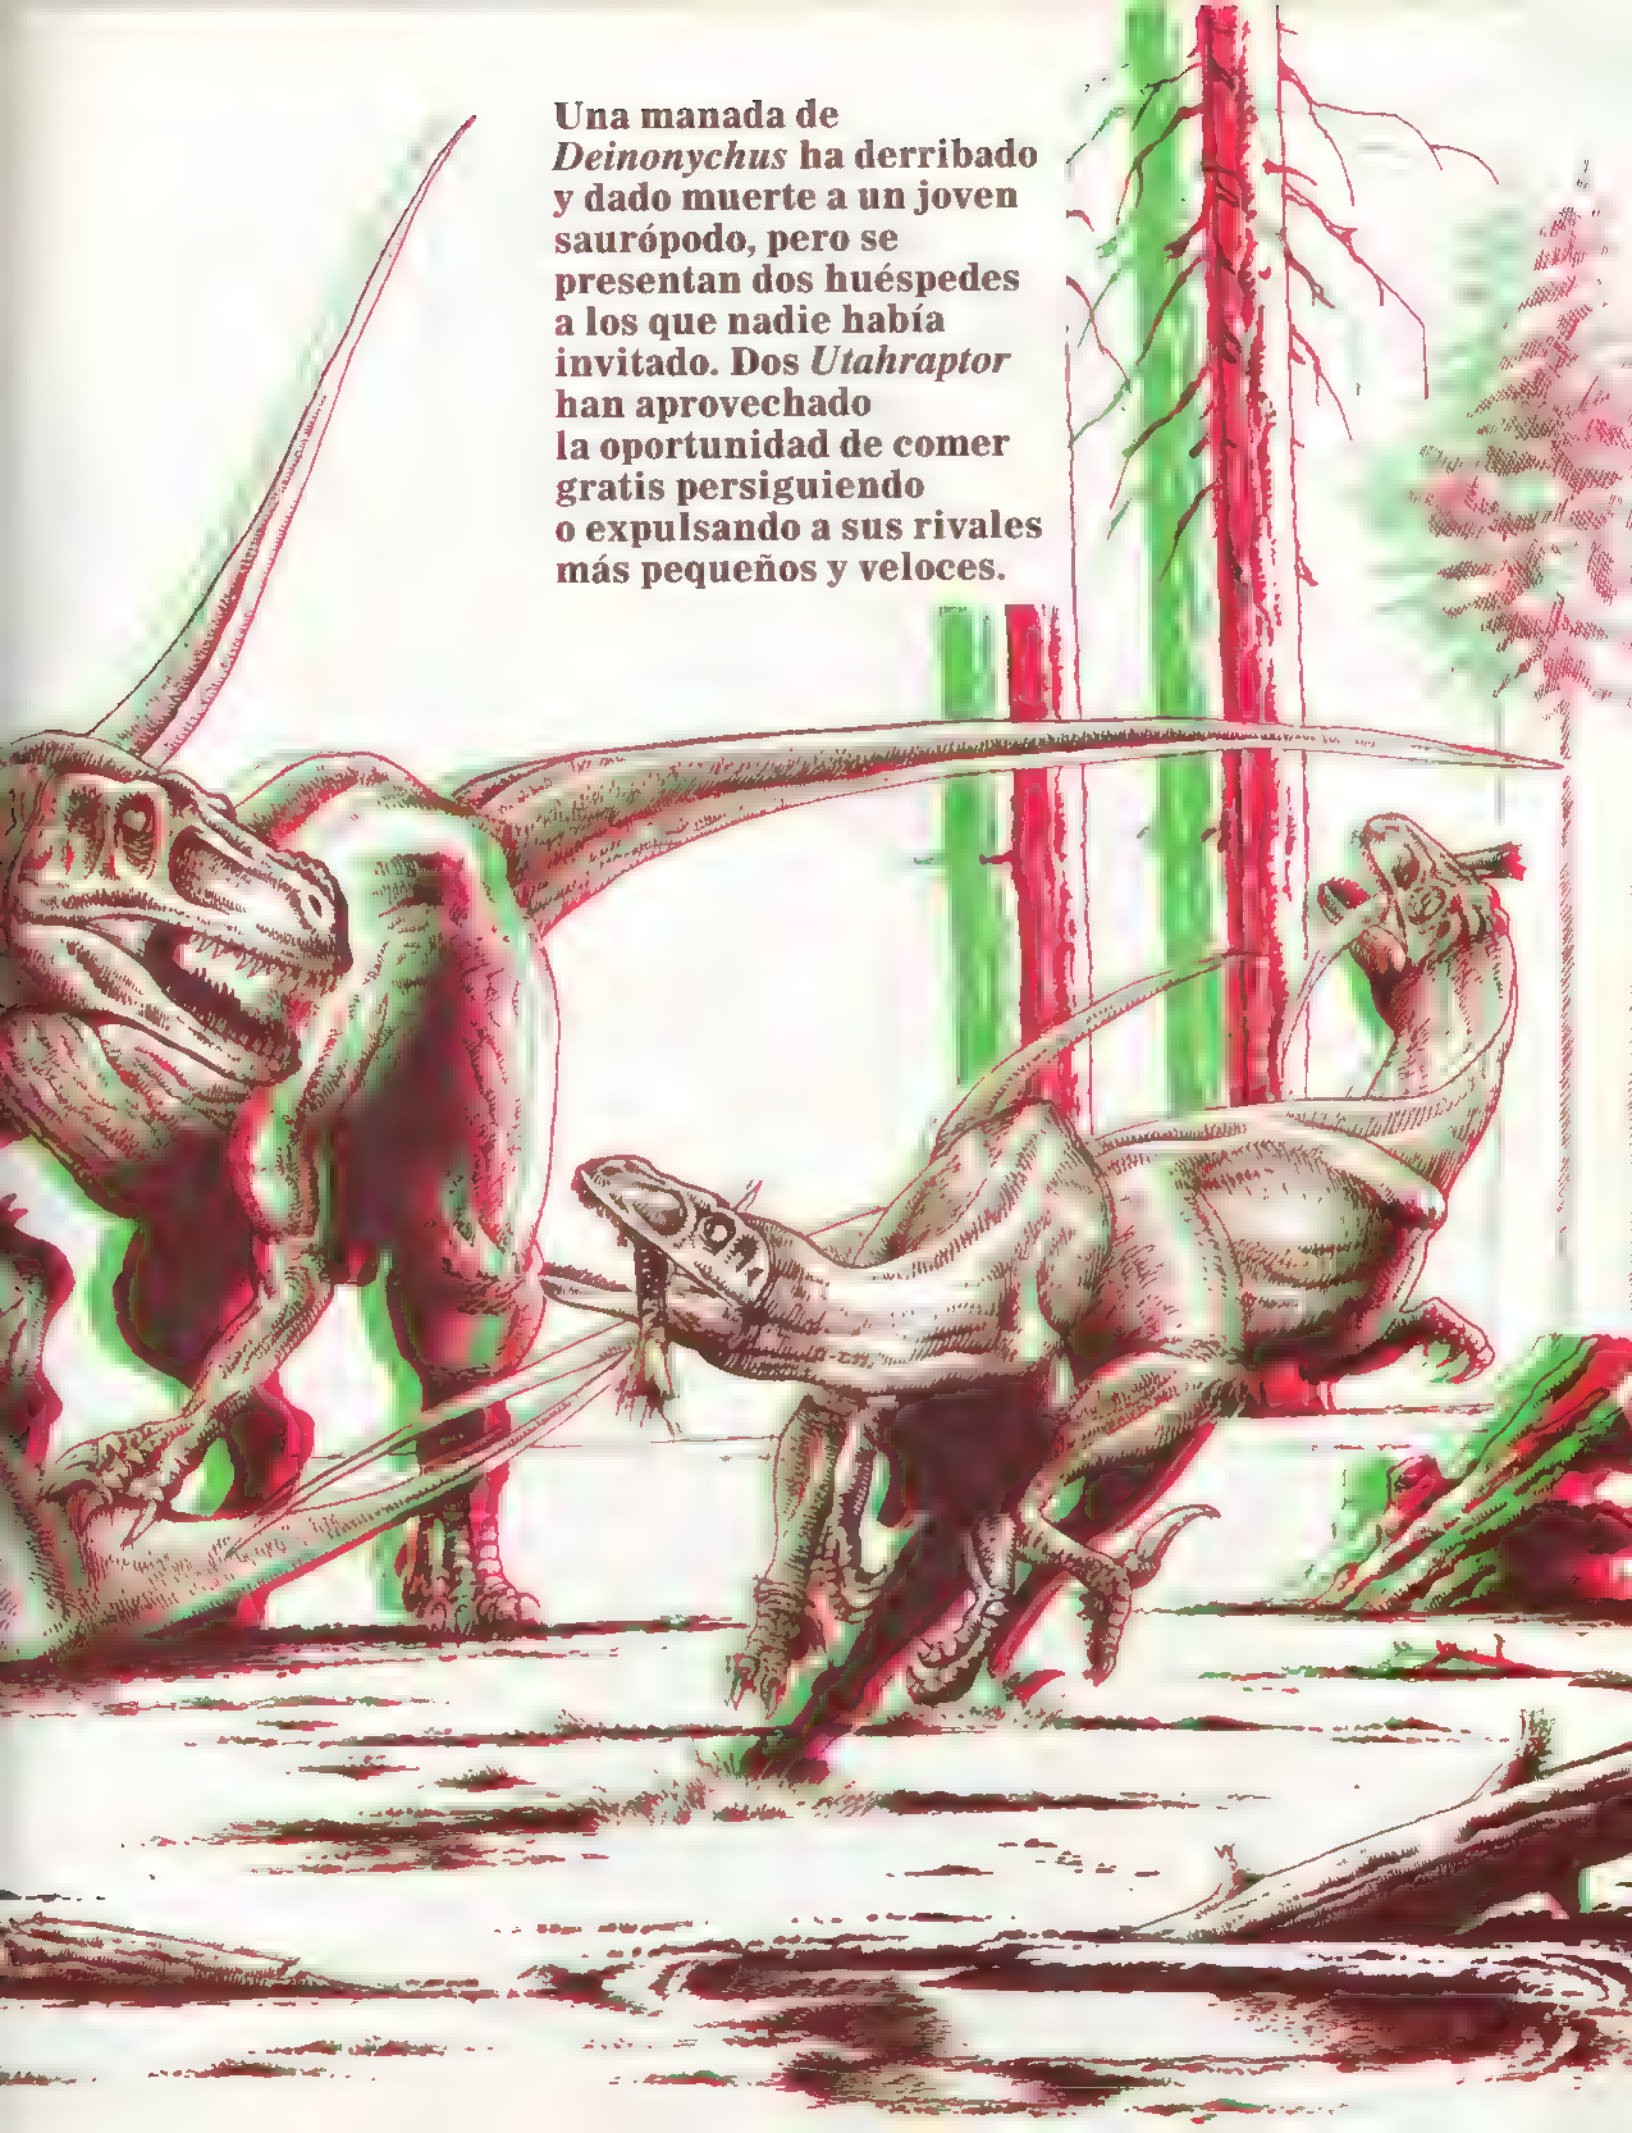 Una manada de
Deinonychus ha derribado
y dado muerte a un joven
saurópodo, pero se
presentan dos huéspedes
a los que nadie había
invitado. Dos Utahraptor
han aprovechado
la oportunidad de comer
gratis persiguiendo
o expulsando a sus rivales
más pequeños y veloces.